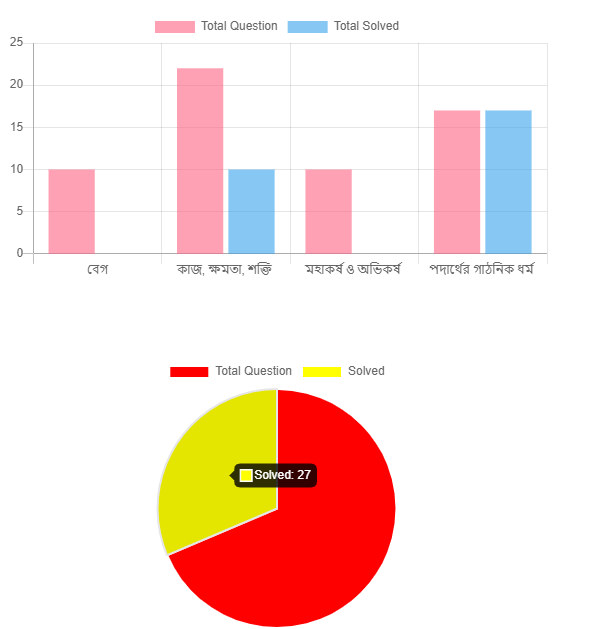 Total Question Total Solved
25
20
15
10
5
0
বেগ কাজ, ক্ষমতা, শক্তি মহাকর্ষ ও অভিকর্ষ পদার্থের গাঠনিক ধর্ম
Total Question Solved
Solved: 27